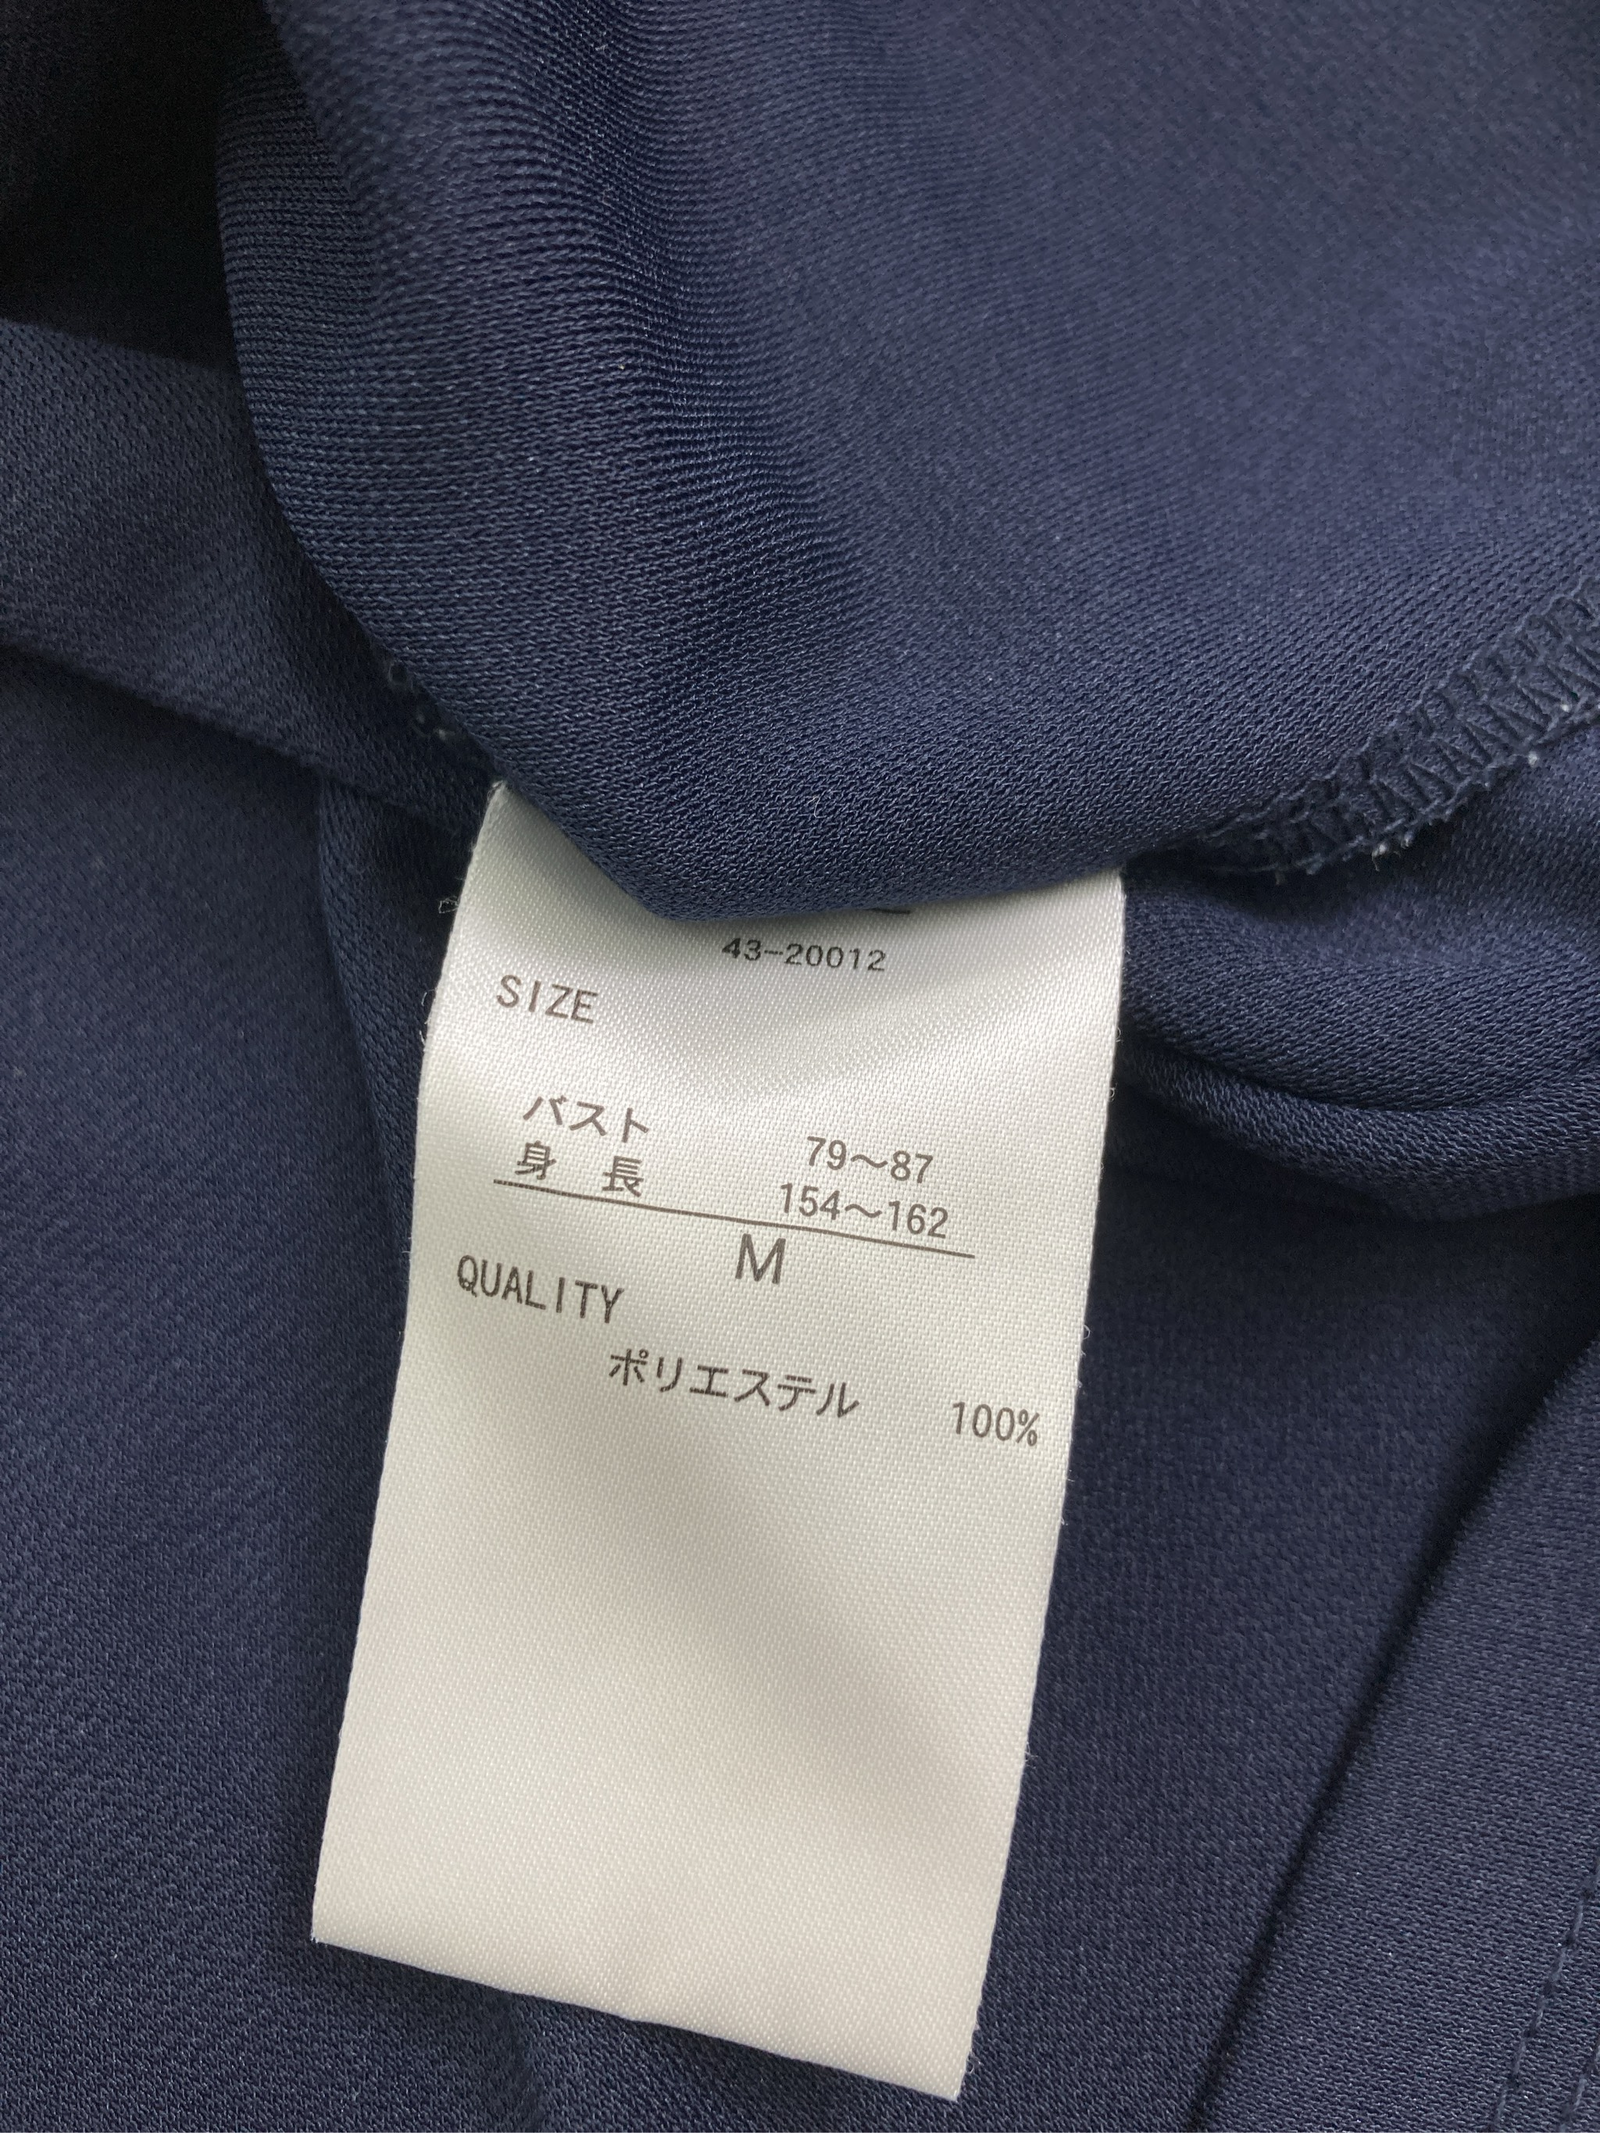 43-20012
SIZE
バスト 79～87
身 長 154～162
M
QUALITY
ポリエステル 100%